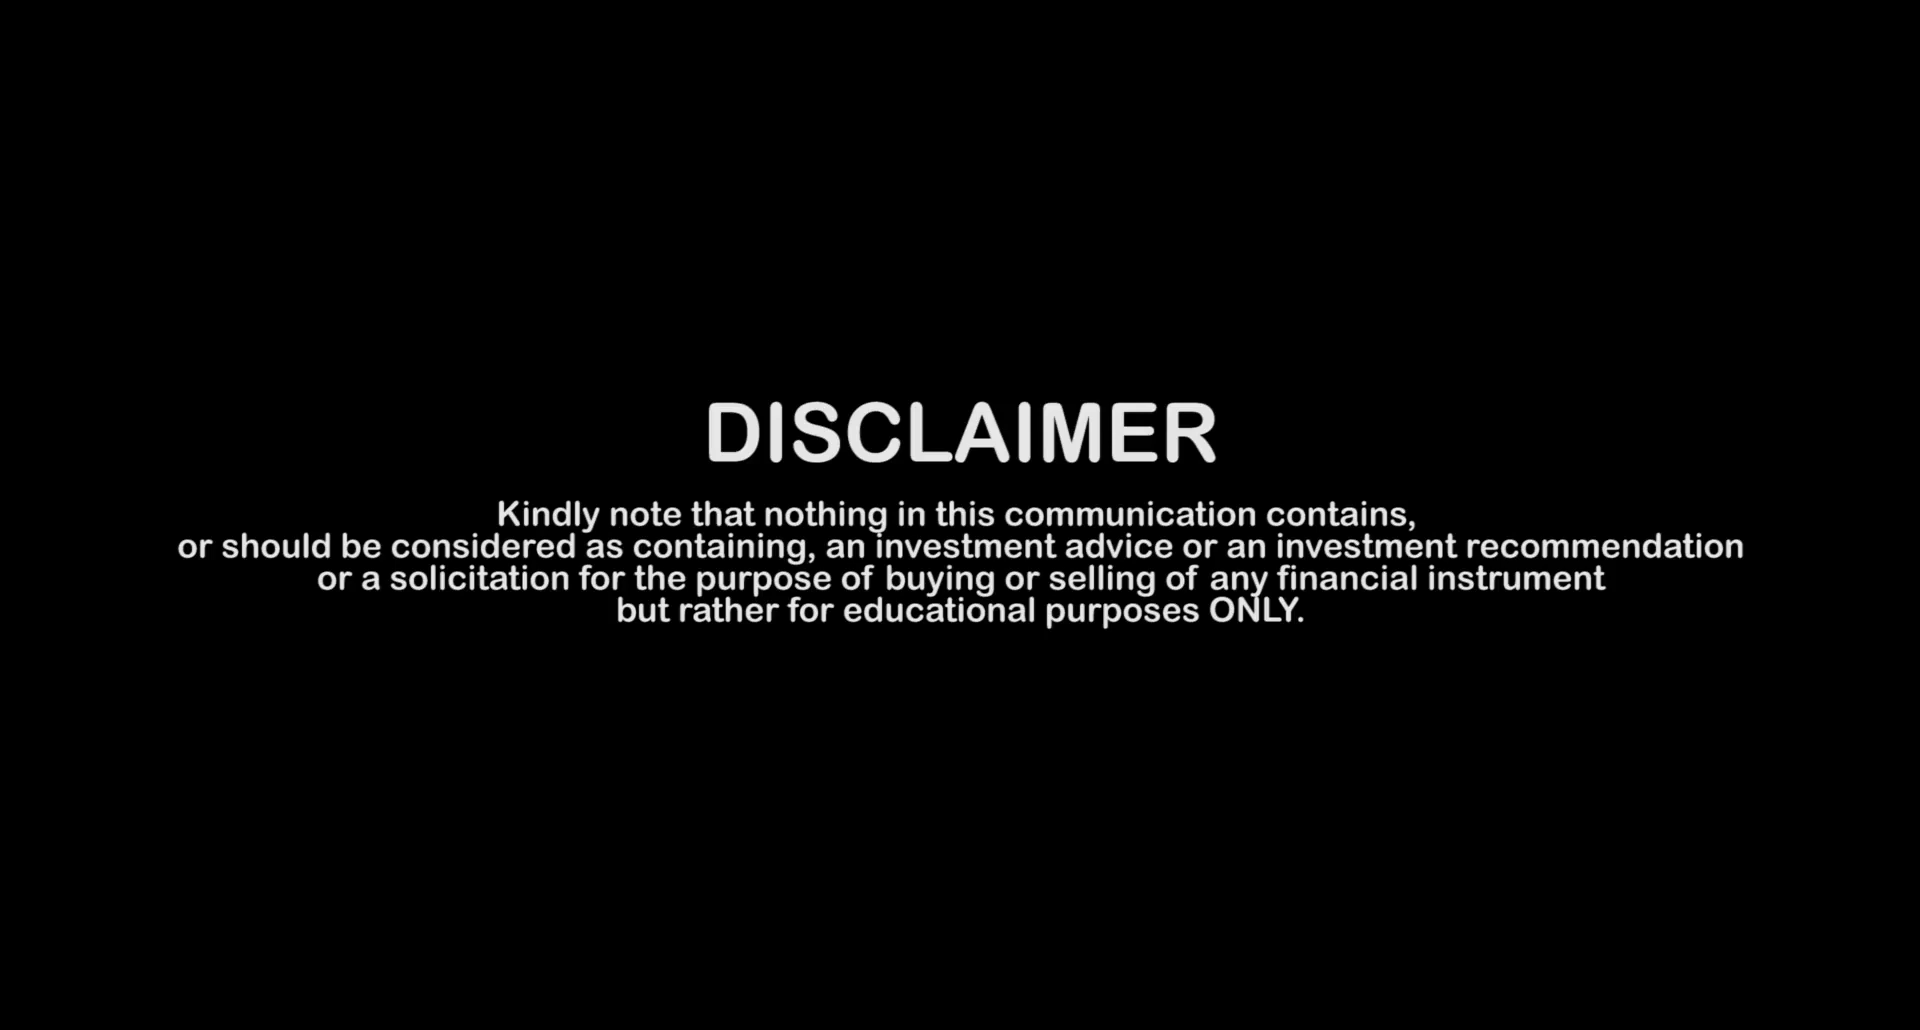 DISCLAIMER
Kindly note that nothing in this communication contains,
or should be considered as containing, an investment advice or an investment recommendation
or a solicitation for the purpose of buying or selling of any financial instrument
but rather for educational purposes ONLY.